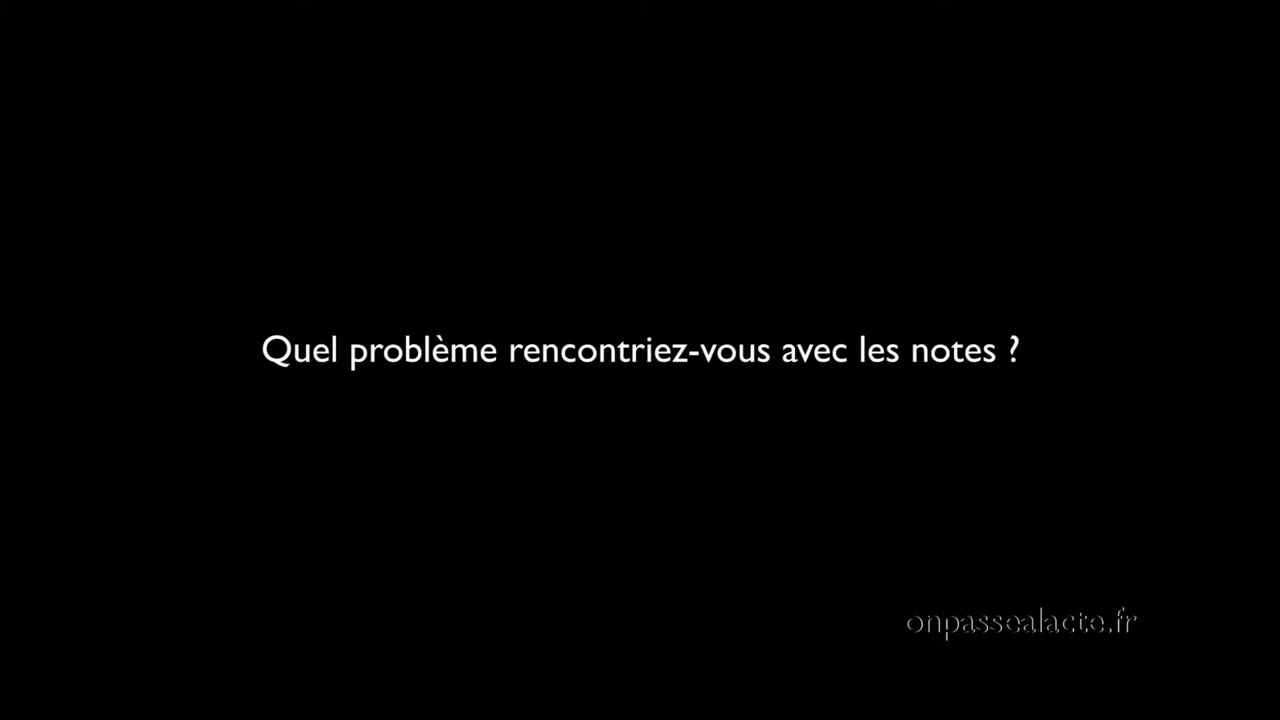 Quel problème rencontriez-vous avec les notes ?
onpassealacte.fr